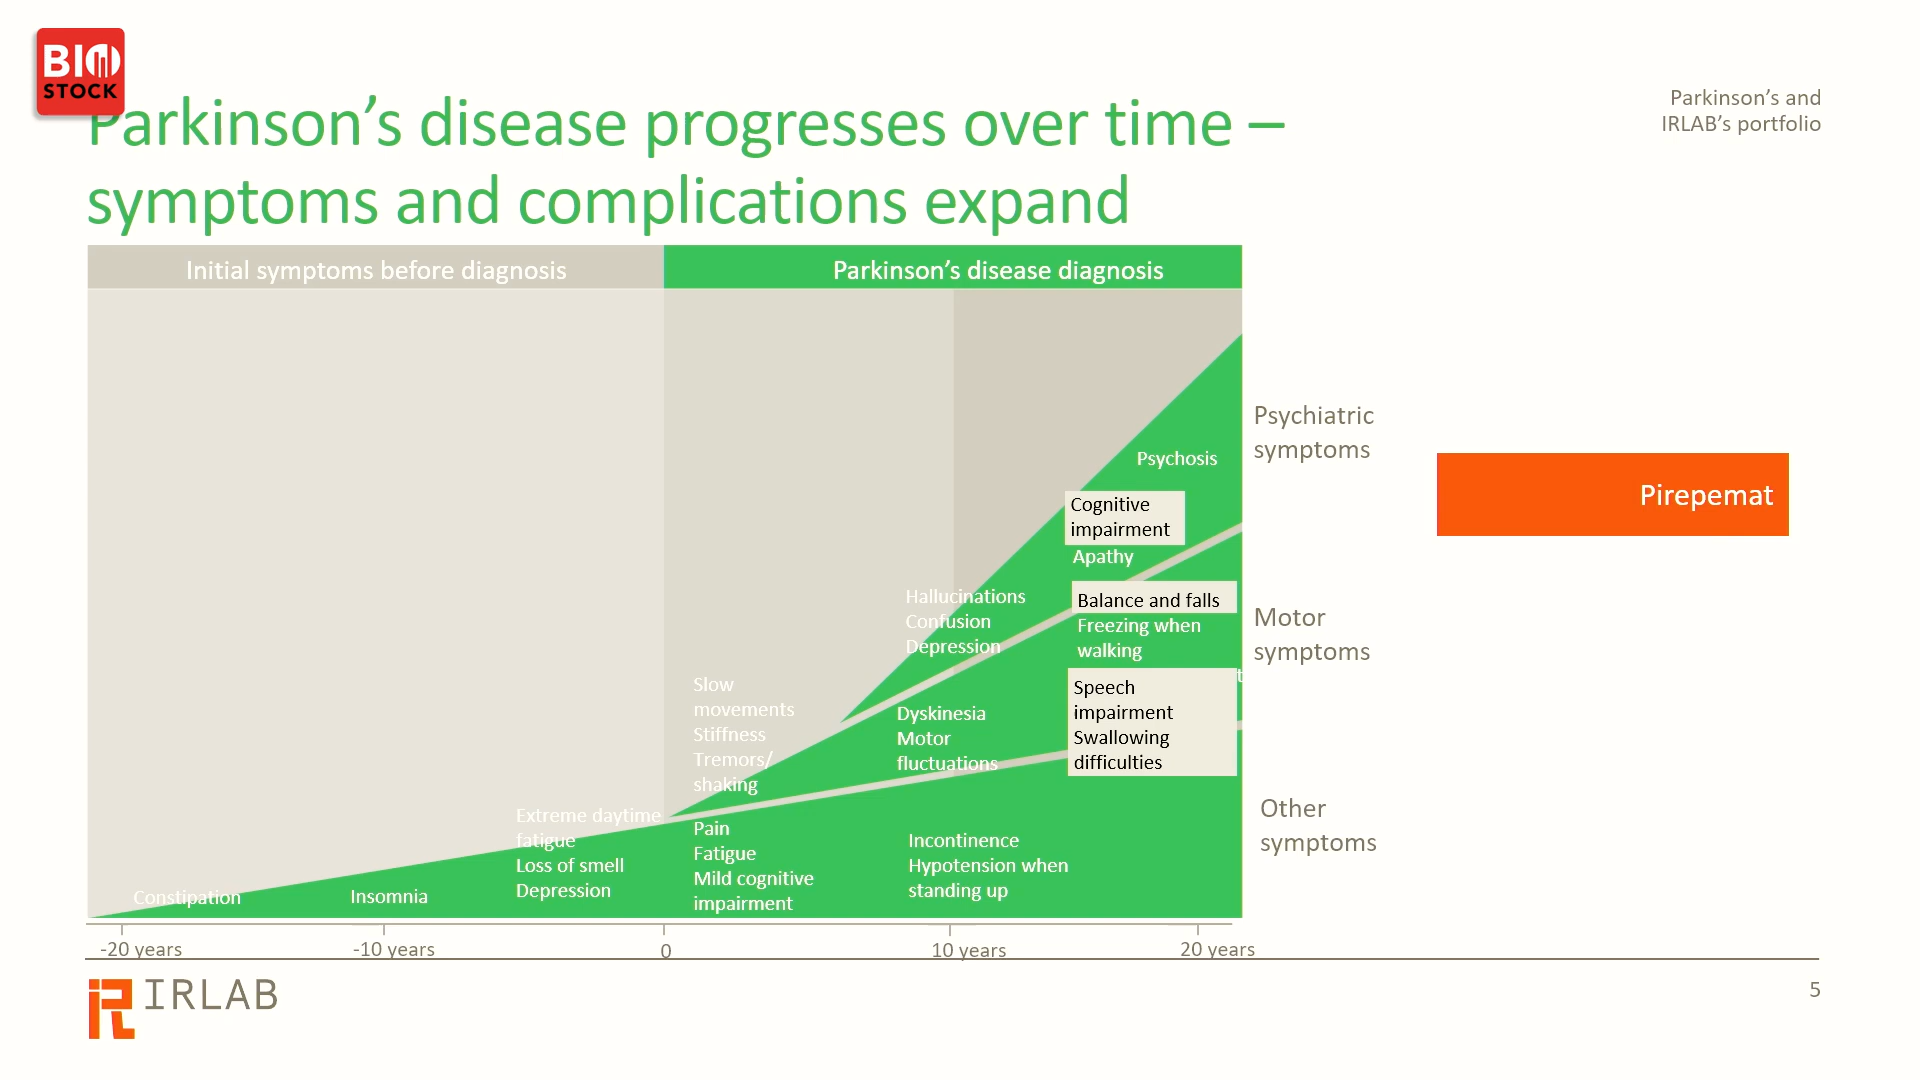 BIO
STOCK
Parkinson’s disease progresses over time –
symptoms and complications expand
Parkinson’s and
IRLAB’s portfolio
Initial symptoms before diagnosis
Parkinson’s disease diagnosis
Psychosis
Cognitive
impairment
Apathy
Hallucinations
Confusion
Depression
Balance and falls
Freezing when
walking
Slow
movements
Stiffness
Tremors/
shaking
Dyskinesia
Motor
fluctuations
Speech
impairment
Swallowing
difficulties
Extreme daytime
fatigue
Loss of smell
Depression
Pain
Fatigue
Mild cognitive
impairment
Incontinence
Hypotension when
standing up
Constipation
Insomnia
Psychiatric
symptoms
Motor
symptoms
Other
symptoms
Pirepemat
-20 years
-10 years
0
10 years
20 years
IRLAB
5